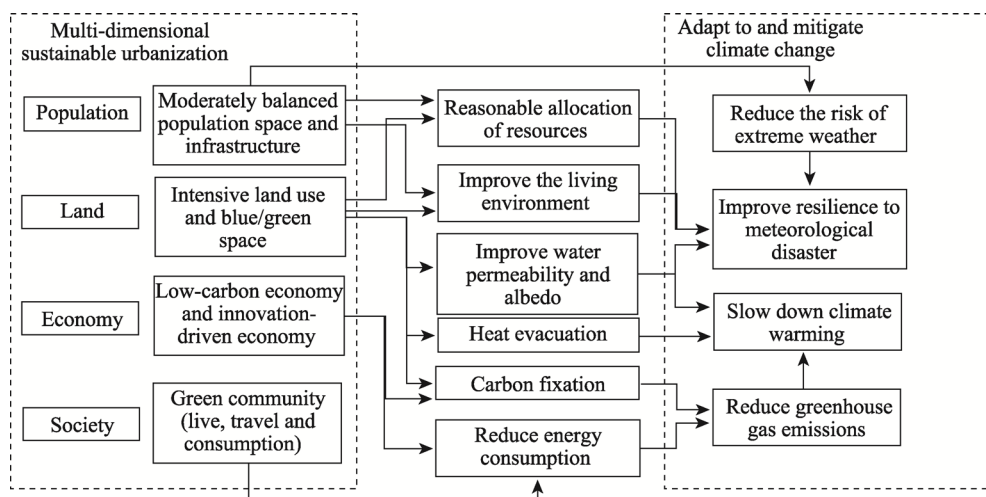 Multi-dimensional
sustainable urbanization
Population
Moderately balanced
population space and
infrastructure
Land
Intensive land use
and blue/green
space
Economy
Low-carbon economy
and innovation-
driven economy
Society
Green community
(live, travel and
consumption)
Reasonable allocation
of resources
Improve the living
environment
Improve water
permeability and
albedo
Heat evacuation
Carbon fixation
Reduce energy
consumption
Adapt to and mitigate
climate change
Reduce the risk of
extreme weather
Improve resilience to
meteorological
disaster
Slow down climate
warming
Reduce greenhouse
gas emissions